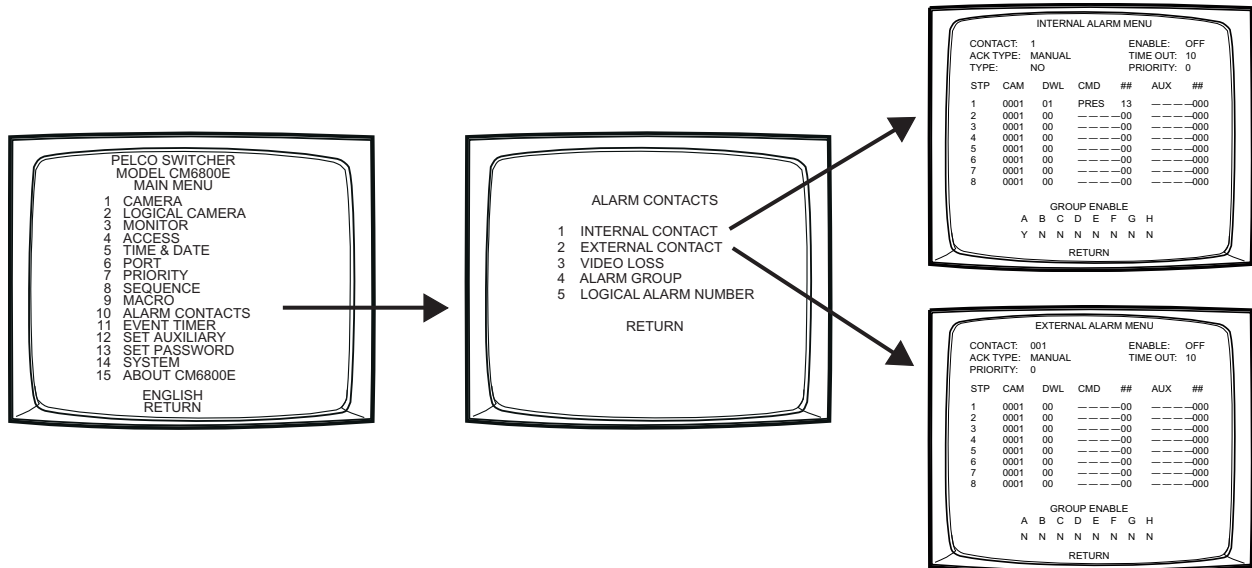 PELCO SWITCHER
MODEL CM6800E
MAIN MENU
1 CAMERA
2 LOGICAL CAMERA
3 MONITOR
4 ACCESS
5 TIME & DATE
6 PORT
7 PRIORITY
8 SEQUENCE
9 MACRO
10 ALARM CONTACTS
11 EVENT TIMER
12 SET AUXILIARY
13 SET PASSWORD
14 SYSTEM
15 ABOUT CM6800E
ENGLISH
RETURN
ALARM CONTACTS
1 INTERNAL CONTACT
2 EXTERNAL CONTACT
3 VIDEO LOSS
4 ALARM GROUP
5 LOGICAL ALARM NUMBER
RETURN
INTERNAL ALARM MENU
CONTACT: 1 ENABLE: OFF
ACK TYPE: MANUAL TIME OUT: 10
TYPE: NO PRIORITY: 0
STP CAM DWL CMD ## AUX ##
1 0001 01 PRES 13 ————000
2 0001 00 ————00 ————000
3 0001 00 ————00 ————000
4 0001 00 ————00 ————000
5 0001 00 ————00 ————000
6 0001 00 ————00 ————000
7 0001 00 ————00 ————000
8 0001 00 ————00 ————000
GROUP ENABLE
A B C D E F G H
Y N N N N N N N
RETURN
EXTERNAL ALARM MENU
CONTACT: 001 ENABLE: OFF
ACK TYPE: MANUAL TIME OUT: 10
PRIORITY: 0
STP CAM DWL CMD ## AUX ##
1 0001 00 ————00 ————000
2 0001 00 ————00 ————000
3 0001 00 ————00 ————000
4 0001 00 ————00 ————000
5 0001 00 ————00 ————000
6 0001 00 ————00 ————000
7 0001 00 ————00 ————000
8 0001 00 ————00 ————000
GROUP ENABLE
A B C D E F G H
N N N N N N N N
RETURN